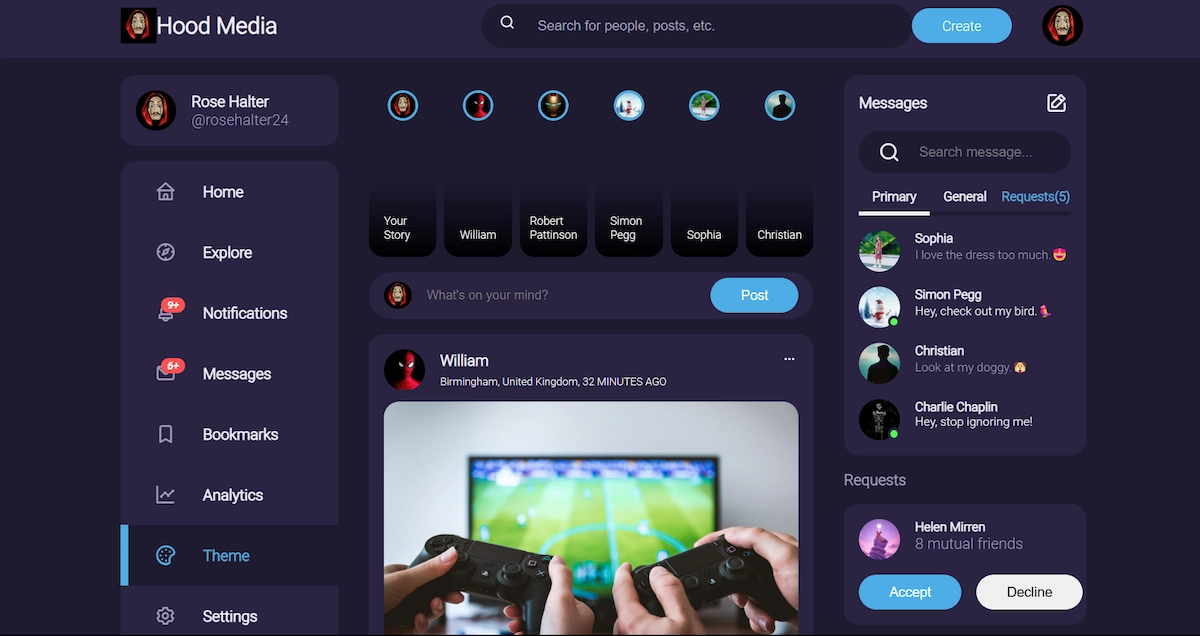 Hood Media
Search for people, posts, etc.
Create
Rose Halter
@rosehalter24
Home
Explore
9+
Notifications
6+
Messages
Bookmarks
Analytics
Theme
Settings
Your
Story
William
Robert
Pattinson
Simon
Pegg
Sophia
Christian
What's on your mind?
Post
William
Birmingham, United Kingdom, 32 MINUTES AGO
Messages
Search message...
Primary General Requests(5)
Sophia
I love the dress too much. 😍
Simon Pegg
Hey, check out my bird. 🦜
Christian
Look at my doggy. 🙈
Charlie Chaplin
Hey, stop ignoring me!
Requests
Helen Mirren
8 mutual friends
Accept
Decline